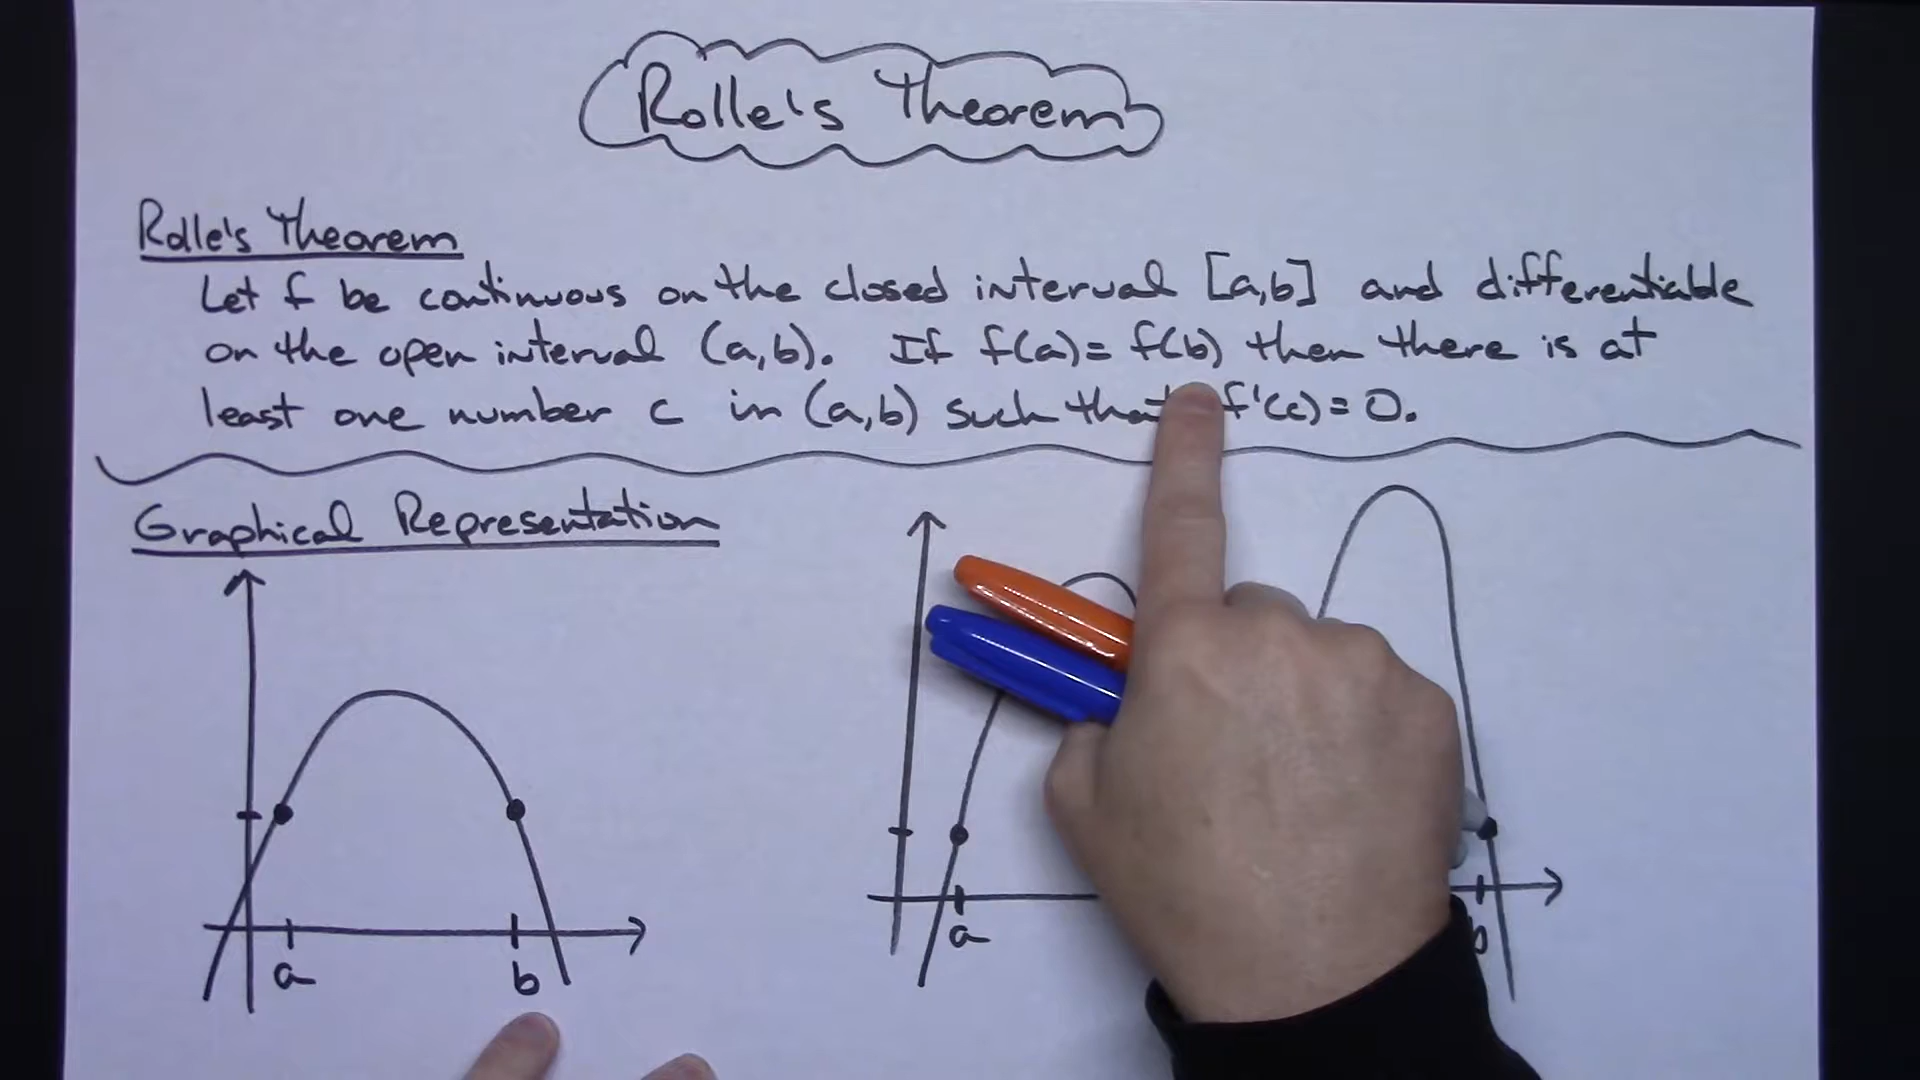 Rolle's Theorem
Rolle's Theorem
Let f be continuous on the closed interval [a,b] and differentiable
on the open interval (a,b). If f(a)= f(b) then there is at
least one number c in (a,b) such that f'(c)=0.
Graphical Representation
a b
a b